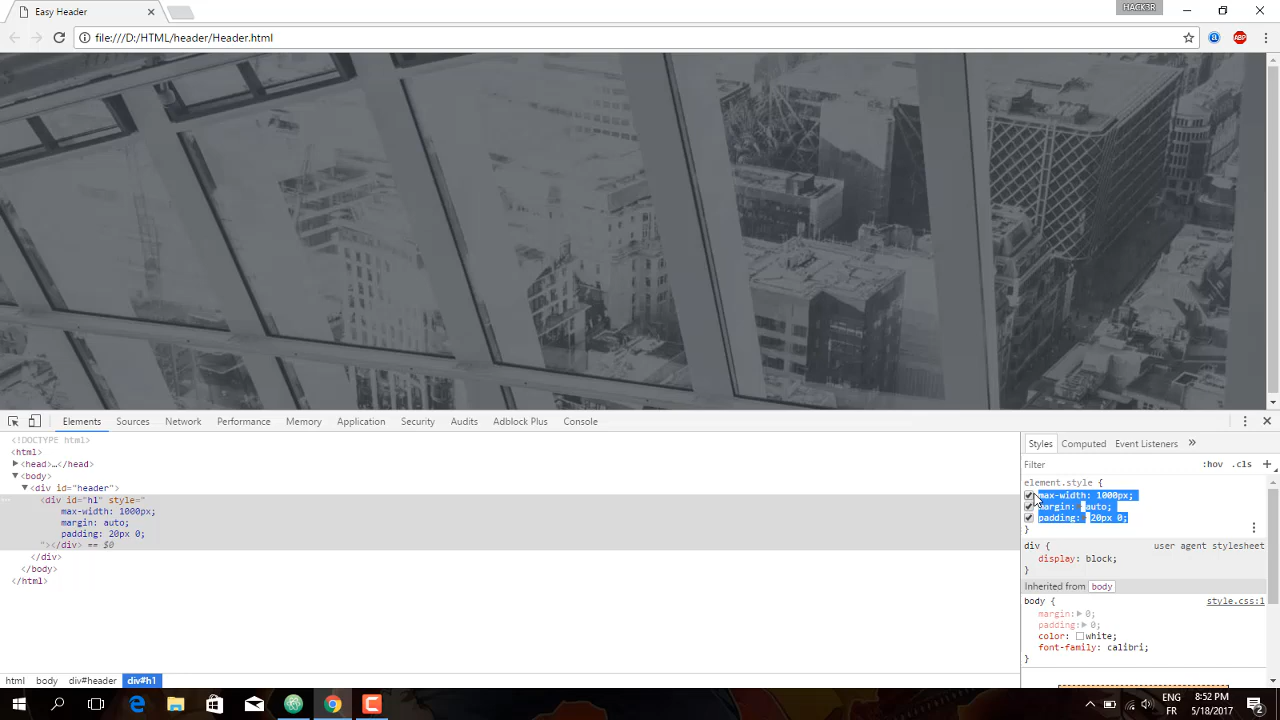 Easy Header
HACK3R
file:///D:/HTML/header/Header.html
ABP
Elements Sources Network Performance Memory Application Security Audits Adblock Plus Console
<!DOCTYPE html>
<html>
<head>…</head>
<body>
<div id="header">
<div id="h1" style="
max-width: 1000px;
margin: auto;
padding: 20px 0;
"></div> == $0
</div>
</body>
</html>
html body div#header div#h1
Styles Computed Event Listeners »
Filter :hov .cls +
element.style {
max-width: 1000px;
margin: auto;
padding: 20px 0;
}
div { user agent stylesheet
display: block;
}
Inherited from body
body { style.css:1
margin: 0;
padding: 0;
color: white;
font-family: calibri;
}
ENG 8:52 PM
FR 5/18/2017
2